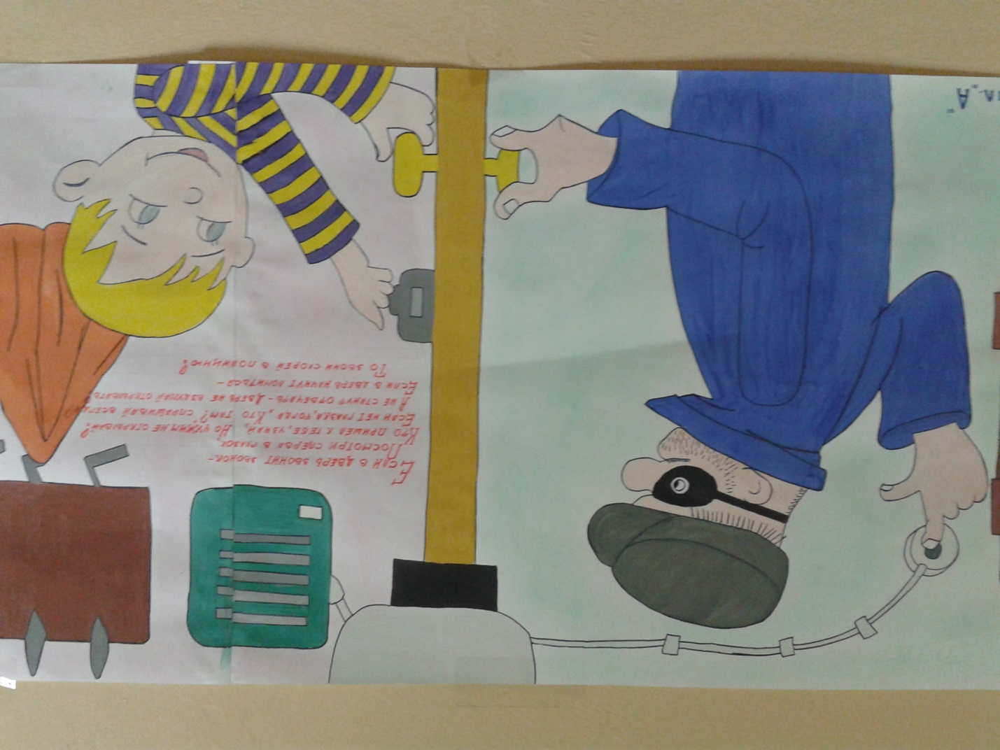 Если в дверь звонит звонок–
Посмотри сперва в глазок,
Кто пришел к тебе, узнай, Но чужим не открывай!
Если нет глазка, тогда „Кто там? спрашивай всегда,
А не станут отвечать – дверь не вздумай открывать!
Если в дверь начнут ломиться –
То звони скорей в полицию!
„А"